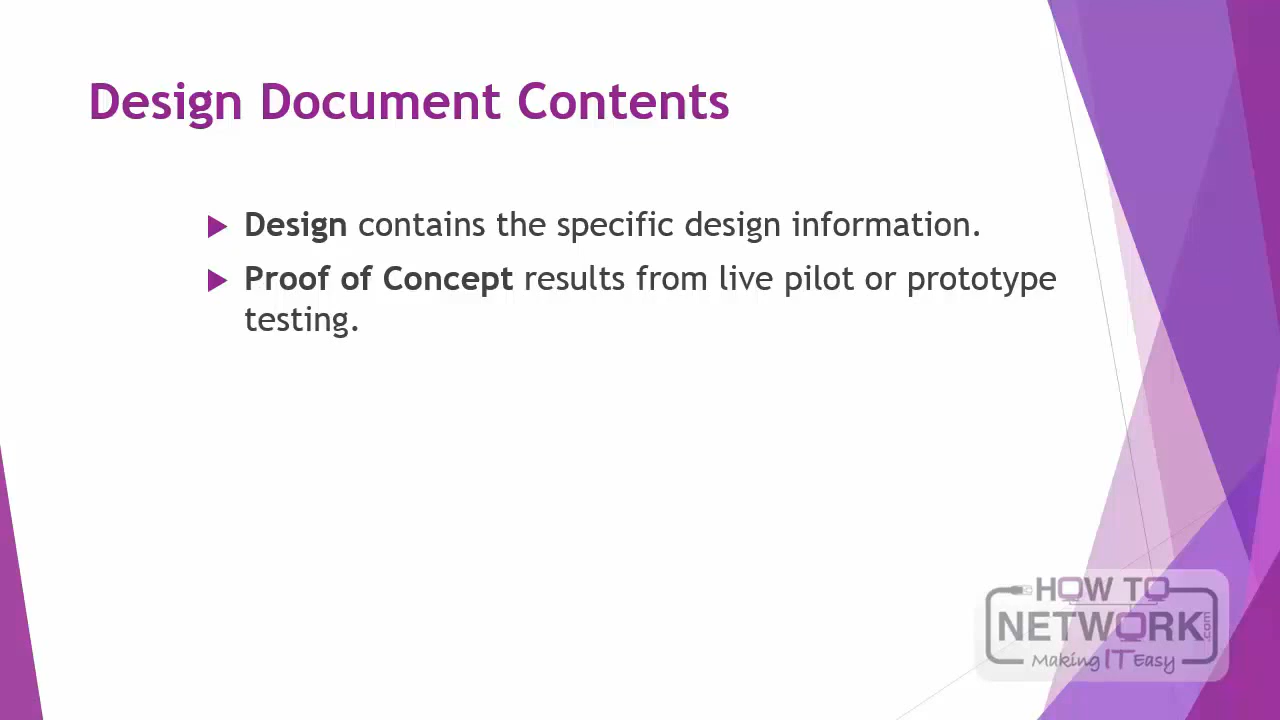 Design Document Contents
Design contains the specific design information.
Proof of Concept results from live pilot or prototype
testing.
HOW TO
NETWORK.com
Making IT Easy